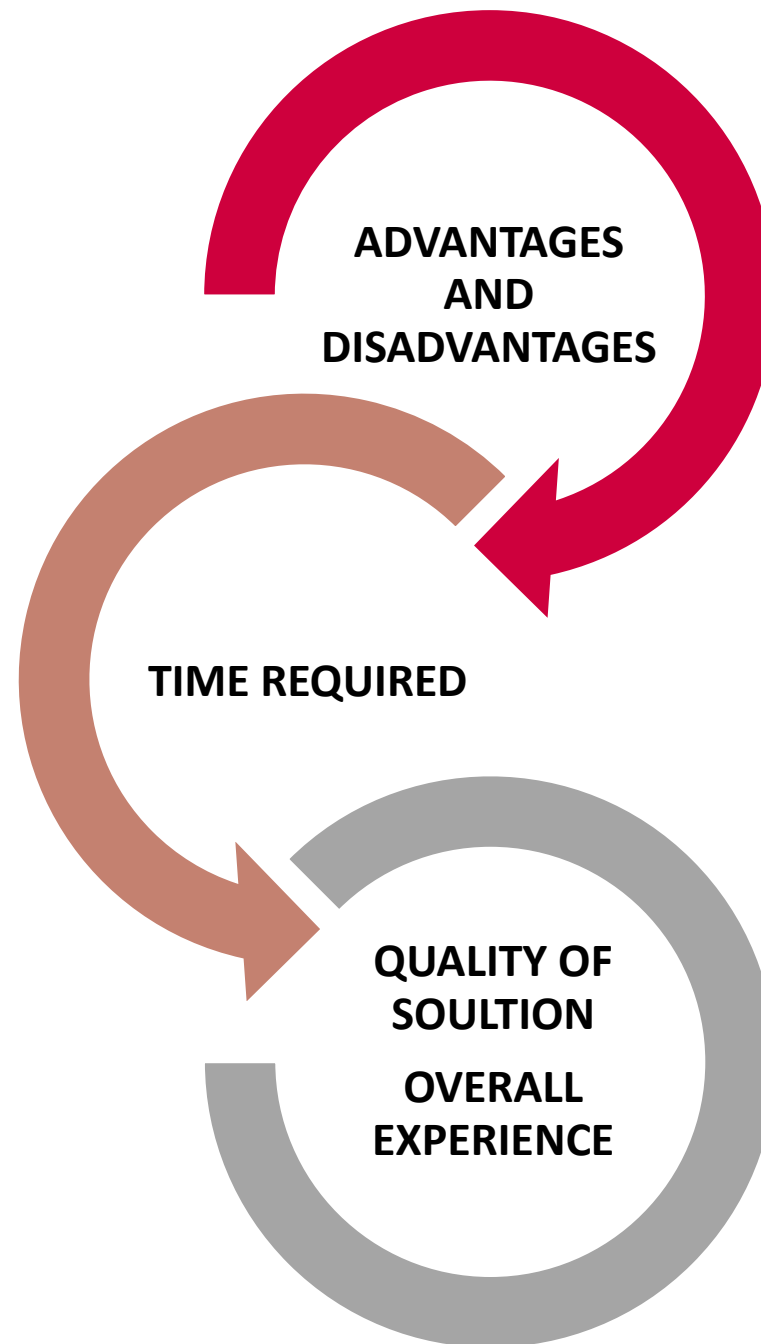 ADVANTAGES
AND
DISADVANTAGES
TIME REQUIRED
QUALITY OF
SOULTION
OVERALL
EXPERIENCE